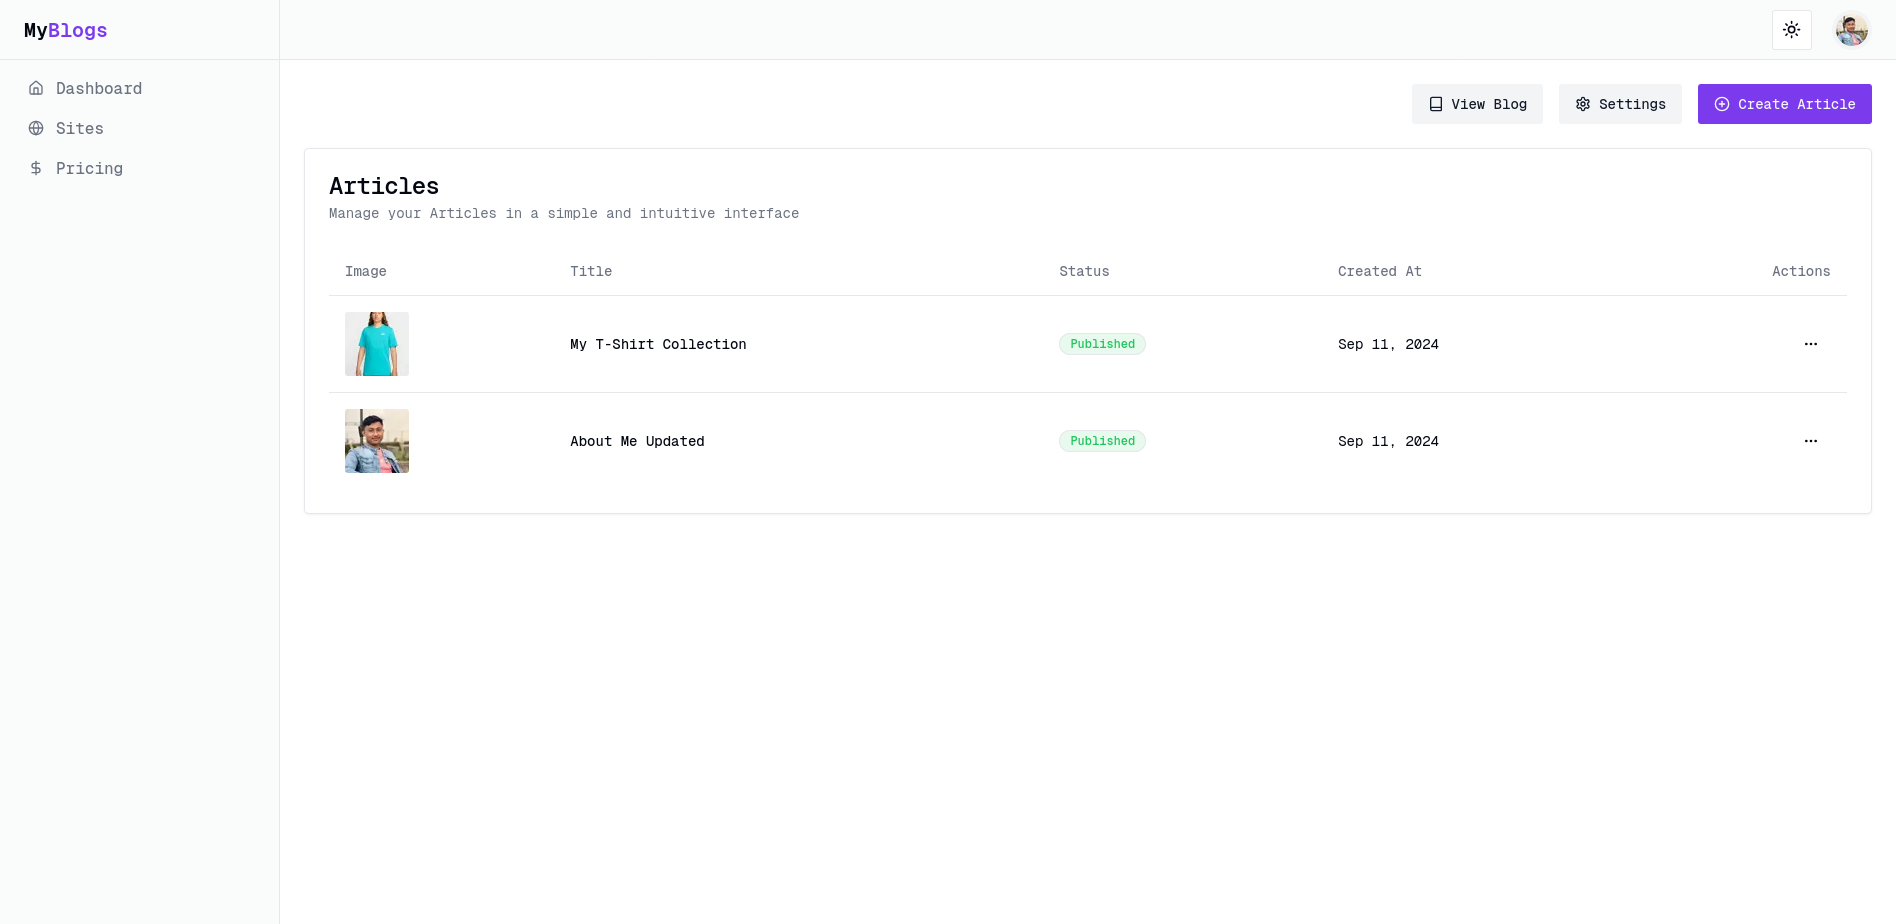 MyBlogs
Dashboard
Sites
Pricing
View Blog
Settings
Create Article
Articles
Manage your Articles in a simple and intuitive interface
Image Title Status Created At Actions
My T-Shirt Collection Published Sep 11, 2024
About Me Updated Published Sep 11, 2024